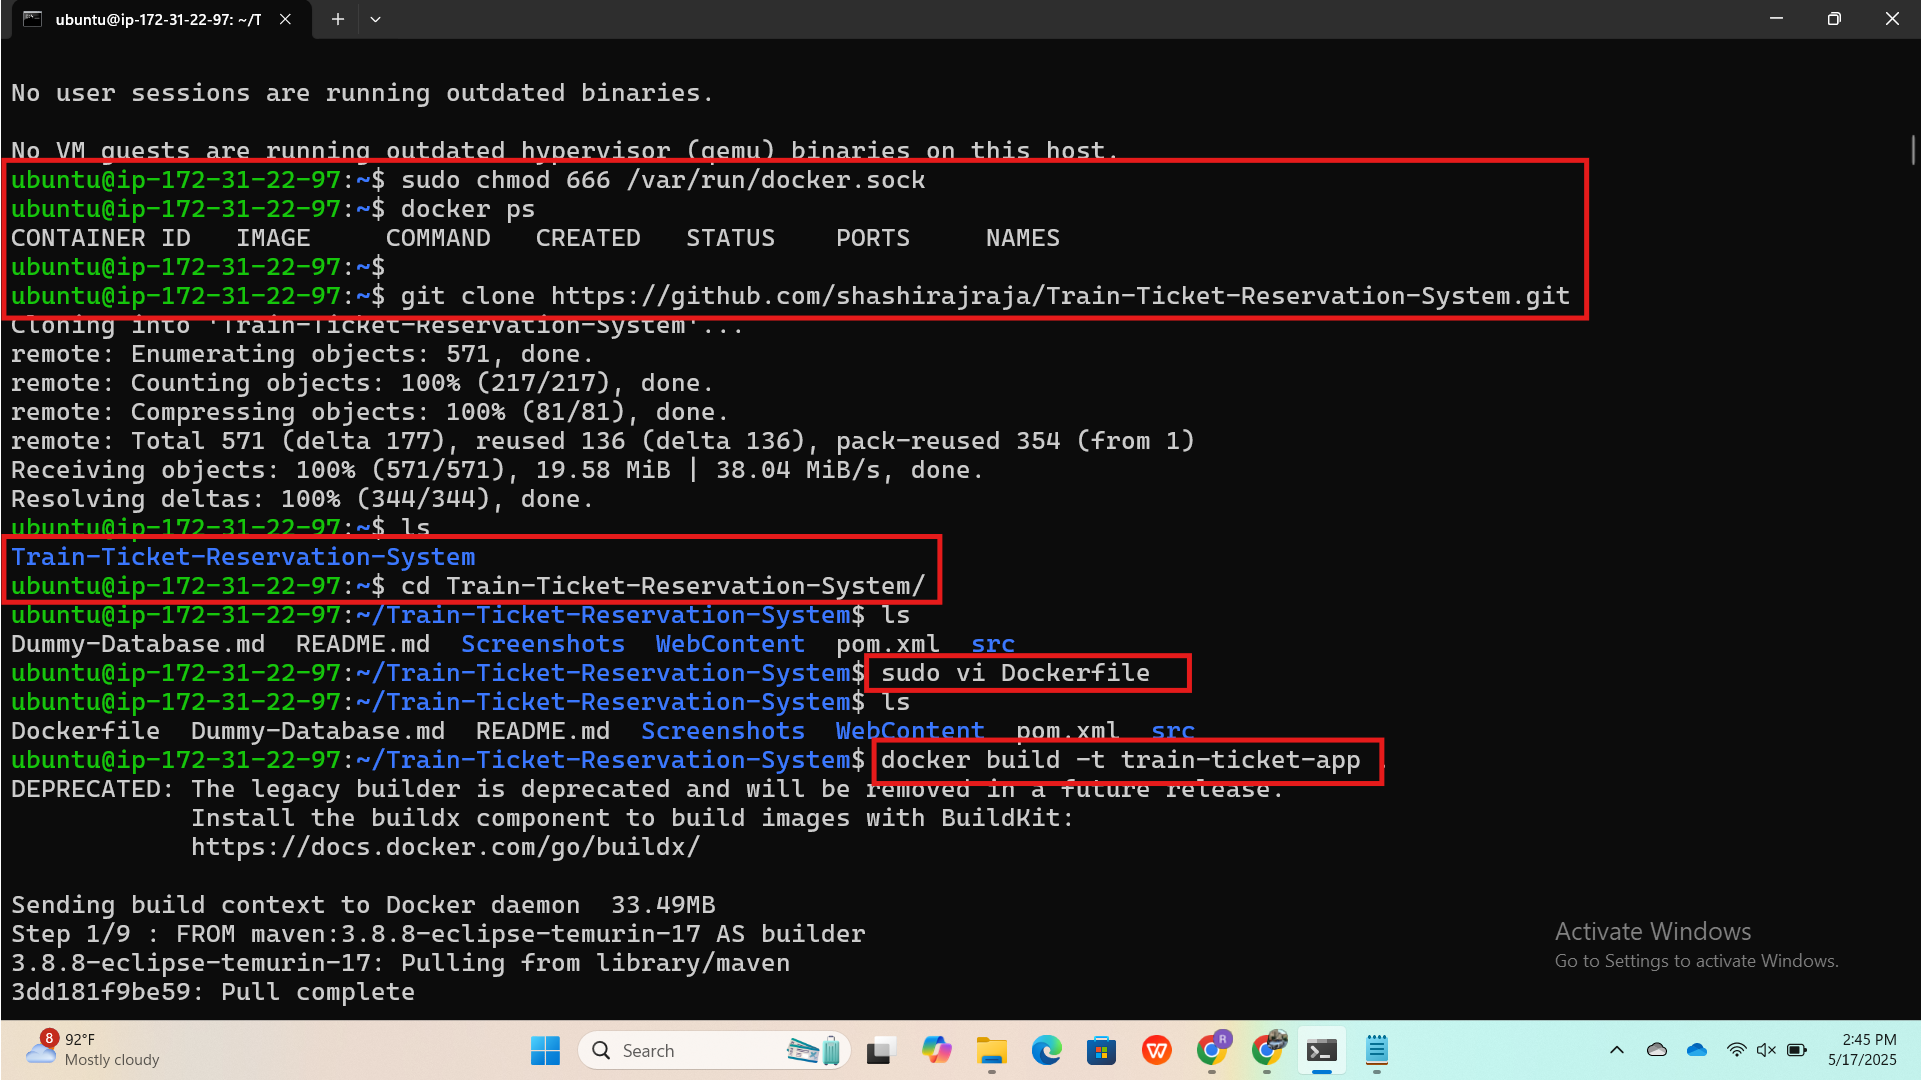 ubuntu@ip-172-31-22-97: ~/T
No user sessions are running outdated binaries.
No VM guests are running outdated hypervisor (qemu) binaries on this host.
ubuntu@ip-172-31-22-97:~$ sudo chmod 666 /var/run/docker.sock
ubuntu@ip-172-31-22-97:~$ docker ps
CONTAINER ID   IMAGE     COMMAND   CREATED   STATUS    PORTS     NAMES
ubuntu@ip-172-31-22-97:~$
ubuntu@ip-172-31-22-97:~$ git clone https://github.com/shashirajraja/Train-Ticket-Reservation-System.git
Cloning into 'Train-Ticket-Reservation-System'...
remote: Enumerating objects: 571, done.
remote: Counting objects: 100% (217/217), done.
remote: Compressing objects: 100% (81/81), done.
remote: Total 571 (delta 177), reused 136 (delta 136), pack-reused 354 (from 1)
Receiving objects: 100% (571/571), 19.58 MiB | 38.04 MiB/s, done.
Resolving deltas: 100% (344/344), done.
ubuntu@ip-172-31-22-97:~$ ls
Train-Ticket-Reservation-System
ubuntu@ip-172-31-22-97:~$ cd Train-Ticket-Reservation-System/
ubuntu@ip-172-31-22-97:~/Train-Ticket-Reservation-System$ ls
Dummy-Database.md  README.md  Screenshots  WebContent  pom.xml  src
ubuntu@ip-172-31-22-97:~/Train-Ticket-Reservation-System$ sudo vi Dockerfile
ubuntu@ip-172-31-22-97:~/Train-Ticket-Reservation-System$ ls
Dockerfile  Dummy-Database.md  README.md  Screenshots  WebContent  pom.xml  src
ubuntu@ip-172-31-22-97:~/Train-Ticket-Reservation-System$ docker build -t train-ticket-app .
DEPRECATED: The legacy builder is deprecated and will be removed in a future release.
            Install the buildx component to build images with BuildKit:
            https://docs.docker.com/go/buildx/
Sending build context to Docker daemon  33.49MB
Step 1/9 : FROM maven:3.8.8-eclipse-temurin-17 AS builder
3.8.8-eclipse-temurin-17: Pulling from library/maven
3dd181f9be59: Pull complete
Activate Windows
Go to Settings to activate Windows.
8
92°F
Mostly cloudy
Search
R
2:45 PM
5/17/2025